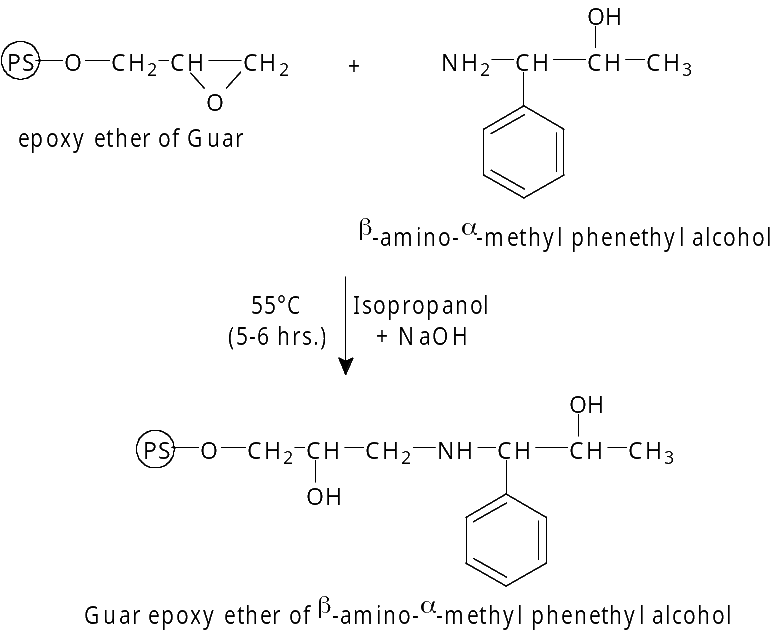 OH
PS—O—CH2—CH—CH2 + NH2—CH—CH—CH3
O
epoxy ether of Guar
β-amino-α-methyl phenethyl alcohol
55°C Isopropanol
(5-6 hrs.) + NaOH
OH
PS—O—CH2—CH—CH2—NH—CH—CH—CH3
OH
Guar epoxy ether of β-amino-α-methyl phenethyl alcohol